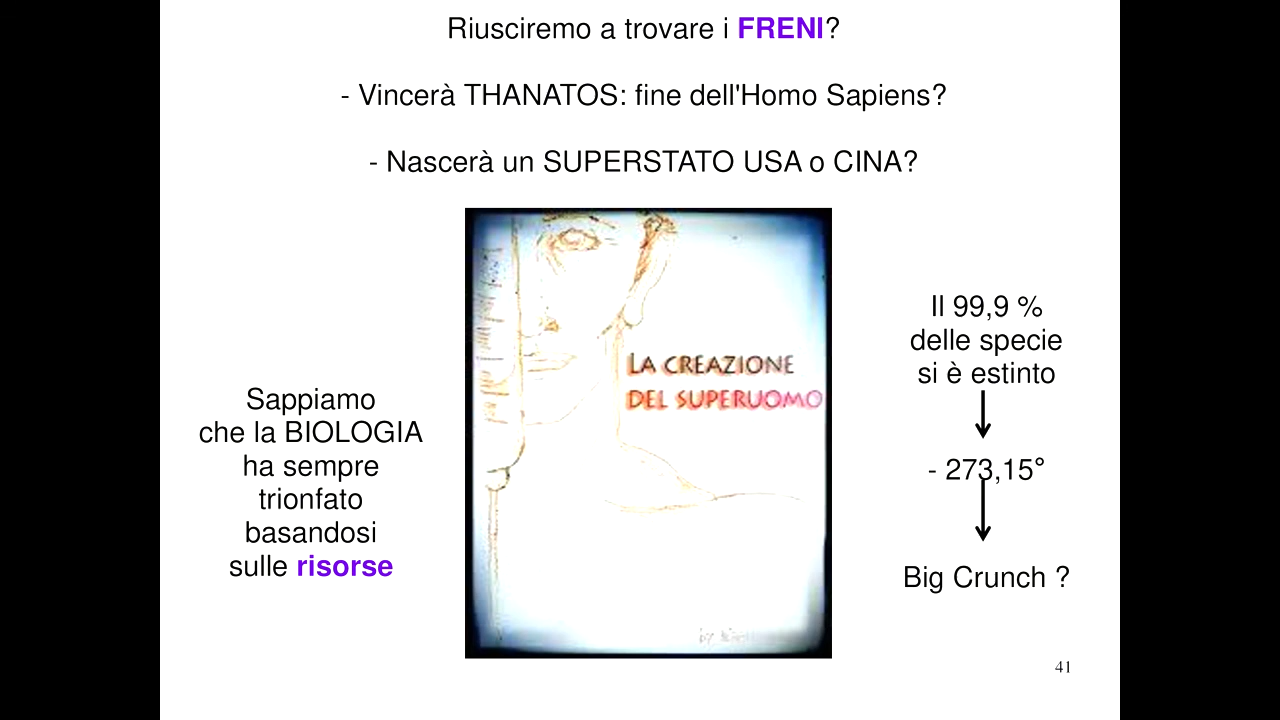 Riusciremo a trovare i FRENI?
- Vincerà THANATOS: fine dell'Homo Sapiens?
- Nascerà un SUPERSTATO USA o CINA?
Sappiamo
che la BIOLOGIA
ha sempre
trionfato
basandosi
sulle risorse
LA CREAZIONE
DEL SUPERUOMO
by
Il 99,9 %
delle specie
si è estinto
- 273,15°
Big Crunch ?
41